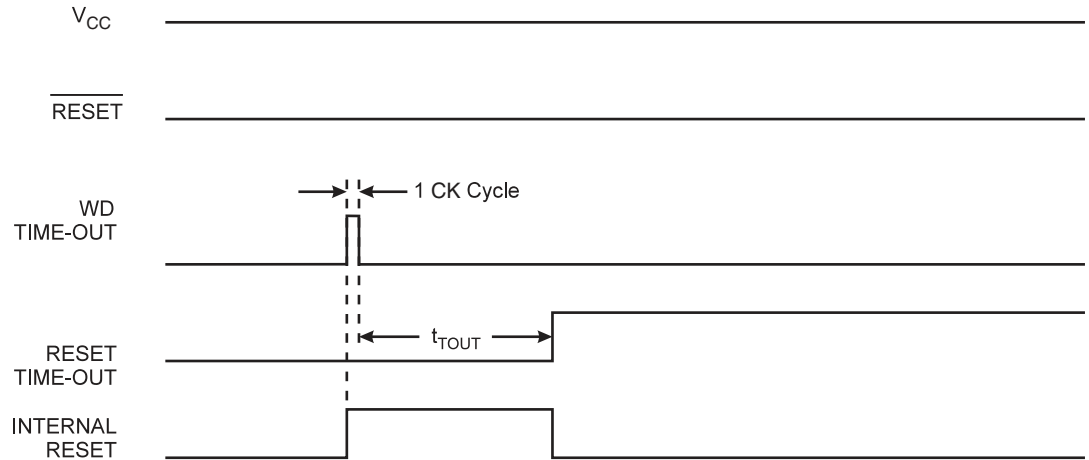 VCC
RESET
1 CK Cycle
WD
TIME-OUT
tTOUT
RESET
TIME-OUT
INTERNAL
RESET